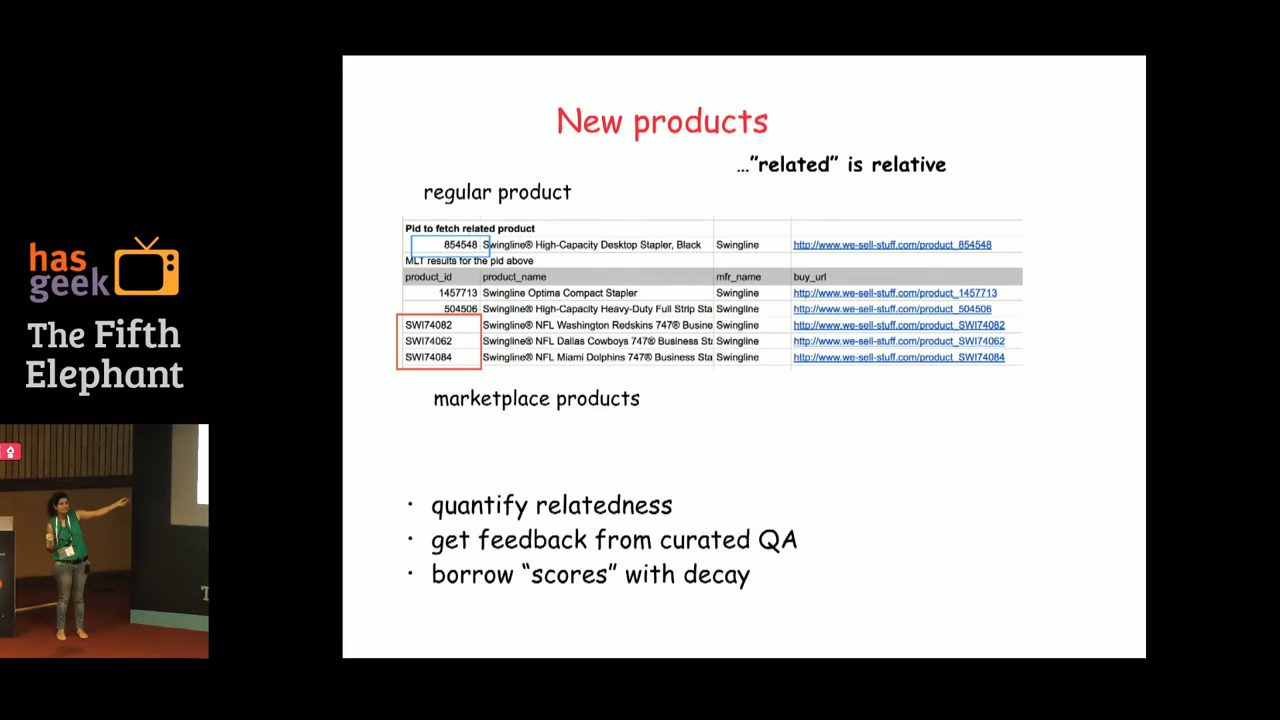 has
geek
The Fifth
Elephant
New products
..."related" is relative
regular product
Pid to fetch related product
854548 Swingline® High-Capacity Desktop Stapler, Black Swingline http://www.we-sell-stuff.com/product_854548
MLT results for the pid above
product_id product_name mfr_name buy_url
1457713 Swingline Optima Compact Stapler Swingline http://www.we-sell-stuff.com/product_1457713
504506 Swingline® High-Capacity Heavy-Duty Full Strip Sta Swingline http://www.we-sell-stuff.com/product_504506
SWI74082 Swingline® NFL Washington Redskins 747® Busine Swingline http://www.we-sell-stuff.com/product_SWI74082
SWI74062 Swingline® NFL Dallas Cowboys 747® Business Sta Swingline http://www.we-sell-stuff.com/product_SWI74062
SWI74084 Swingline® NFL Miami Dolphins 747® Business Sta Swingline http://www.we-sell-stuff.com/product_SWI74084
marketplace products
· quantify relatedness
· get feedback from curated QA
· borrow “scores” with decay